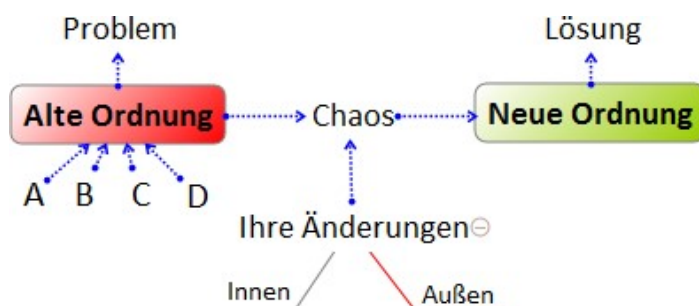 Problem
Lösung
Alte Ordnung
Chaos
Neue Ordnung
A
B
C
D
Ihre Änderungen
Innen
Außen